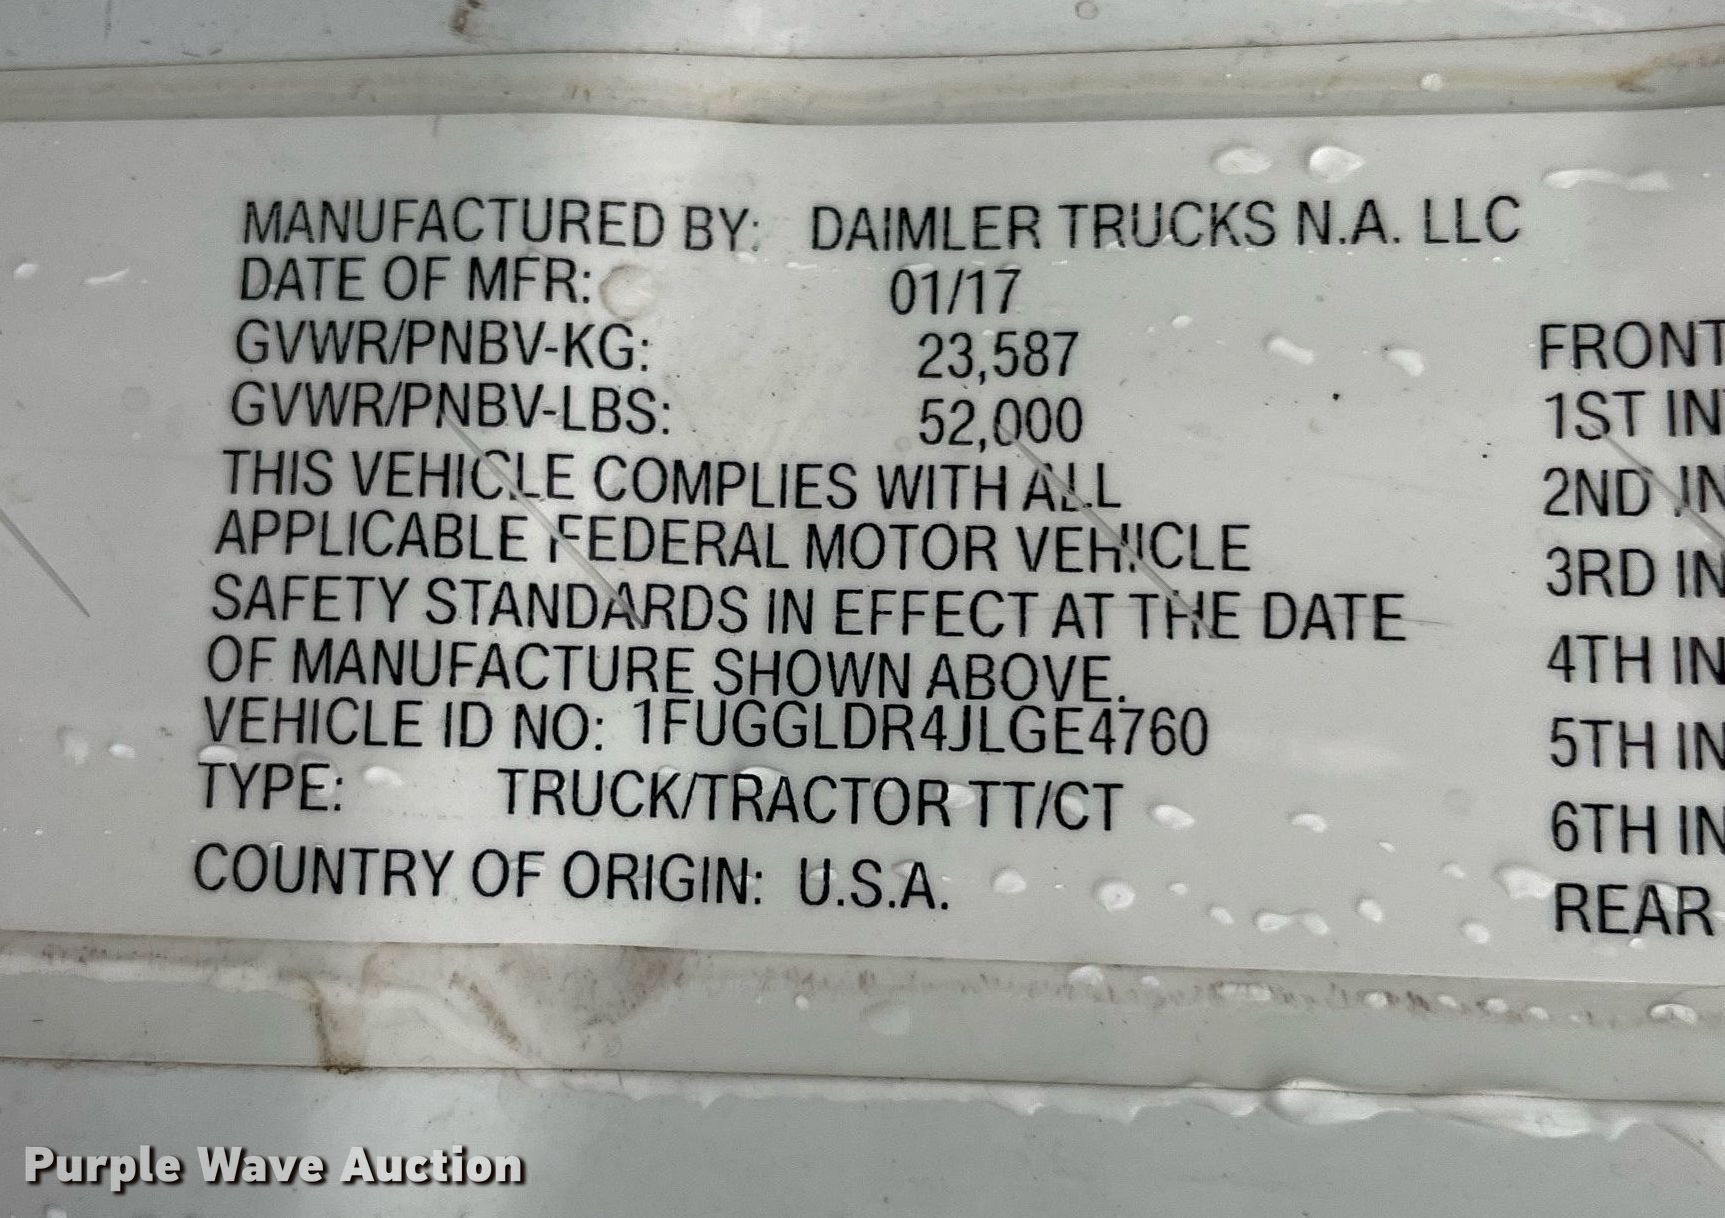 MANUFACTURED BY: DAIMLER TRUCKS N.A. LLC
DATE OF MFR: 01/17
GVWR/PNBV-KG: 23,587
GVWR/PNBV-LBS: 52,000
THIS VEHICLE COMPLIES WITH ALL
APPLICABLE FEDERAL MOTOR VEHICLE
SAFETY STANDARDS IN EFFECT AT THE DATE
OF MANUFACTURE SHOWN ABOVE.
VEHICLE ID NO: 1FUGGLDR4JLGE4760
TYPE: TRUCK/TRACTOR TT/CT
COUNTRY OF ORIGIN: U.S.A.
FRONT
1ST IN
2ND IN
3RD IN
4TH IN
5TH IN
6TH IN
REAR
Purple Wave Auction